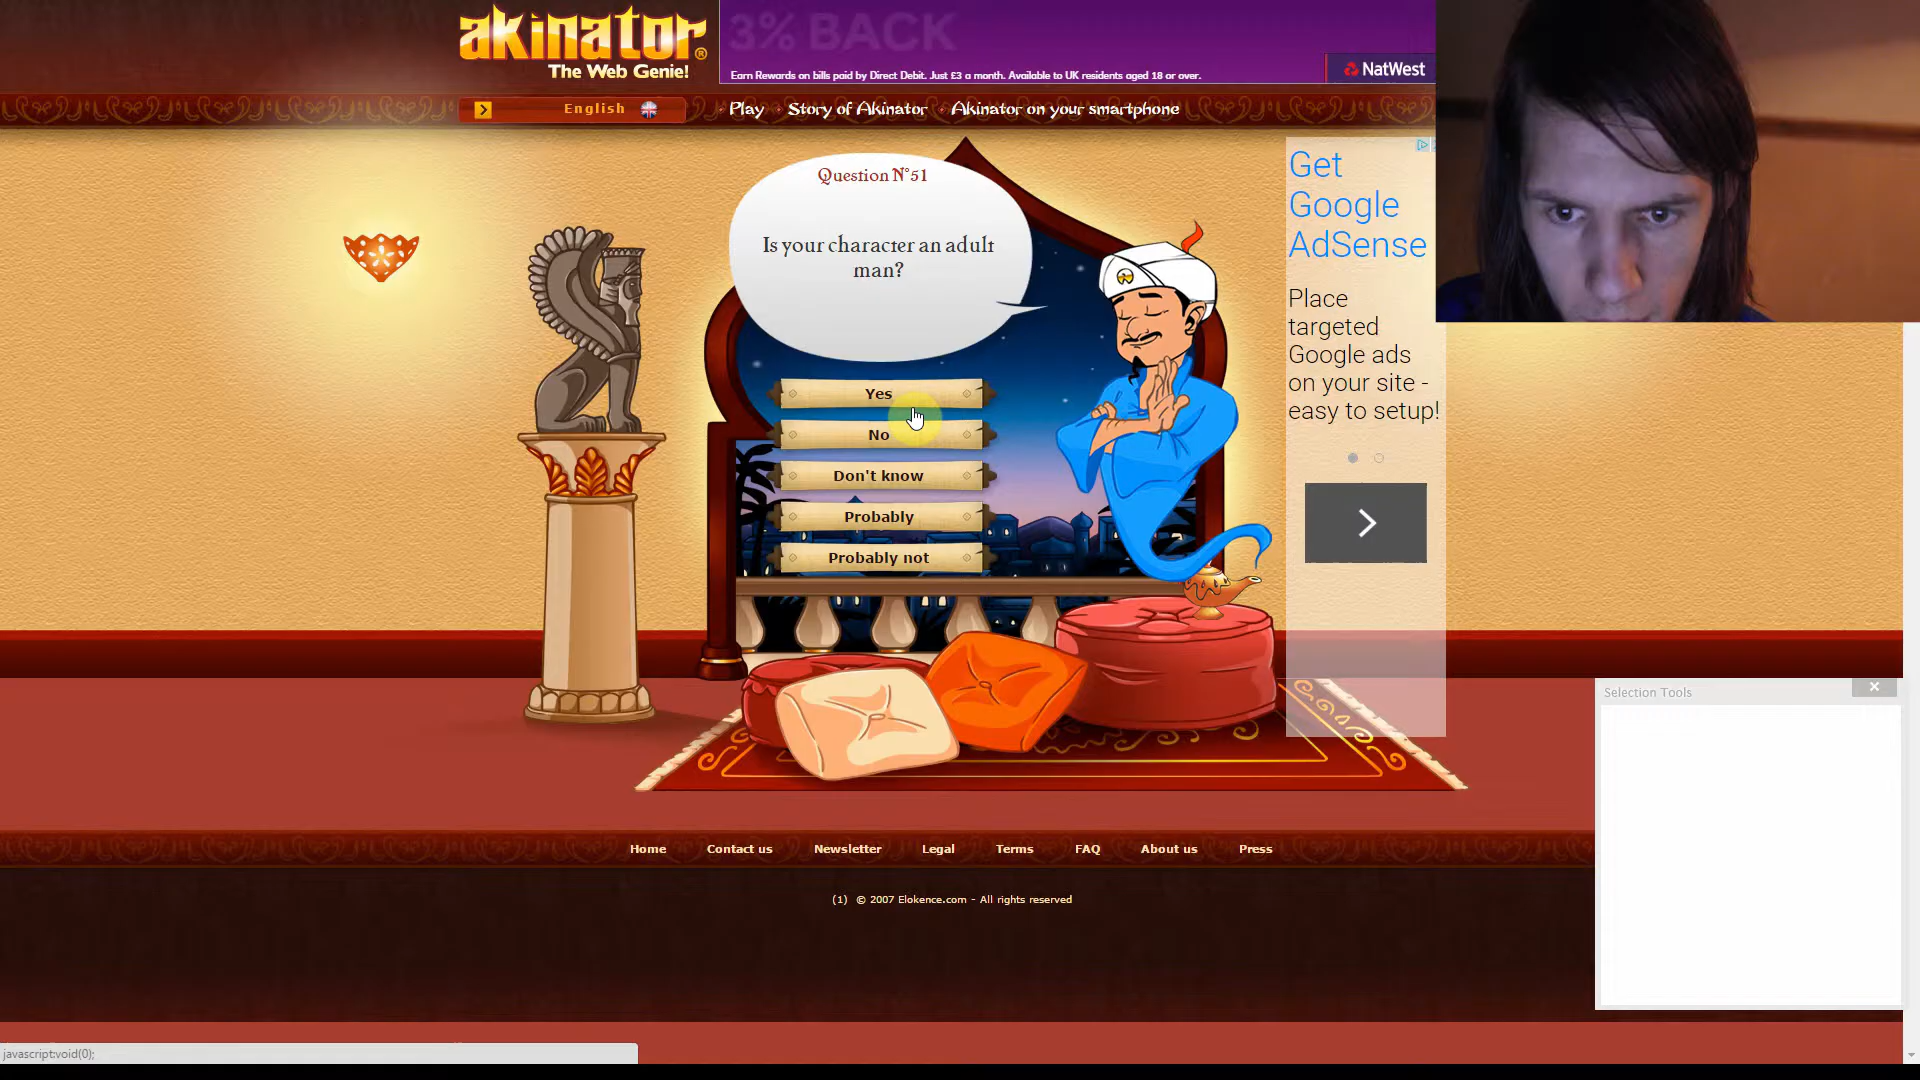 akinator®
The Web Genie!
3% BACK
Earn Rewards on bills paid by Direct Debit. Just £3 a month. Available to UK residents aged 18 or over.
NatWest
English
Play
Story of Akinator
Akinator on your smartphone
Question N°51
Is your character an adult
man?
Yes
No
Don't know
Probably
Probably not
Get
Google
AdSense
Place
targeted
Google ads
on your site -
easy to setup!
Selection Tools
Home
Contact us
Newsletter
Legal
Terms
FAQ
About us
Press
(1) © 2007 Elokence.com - All rights reserved
javascript:void(0);